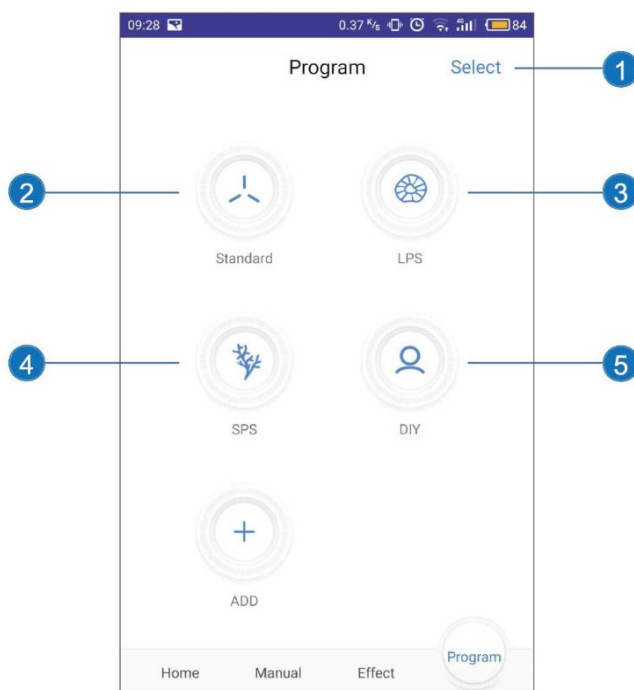 09:28 0.37 K/s 4G 84
Program Select
1
2
3
Standard LPS
4
5
SPS DIY
ADD
Home Manual Effect Program